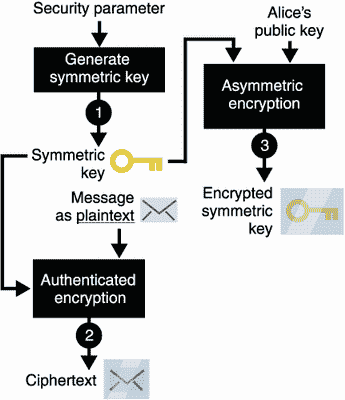 Security parameter
Generate
symmetric key
1
Symmetric
key
Message
as plaintext
Authenticated
encryption
2
Ciphertext
Alice's
public key
Asymmetric
encryption
3
Encrypted
symmetric
key